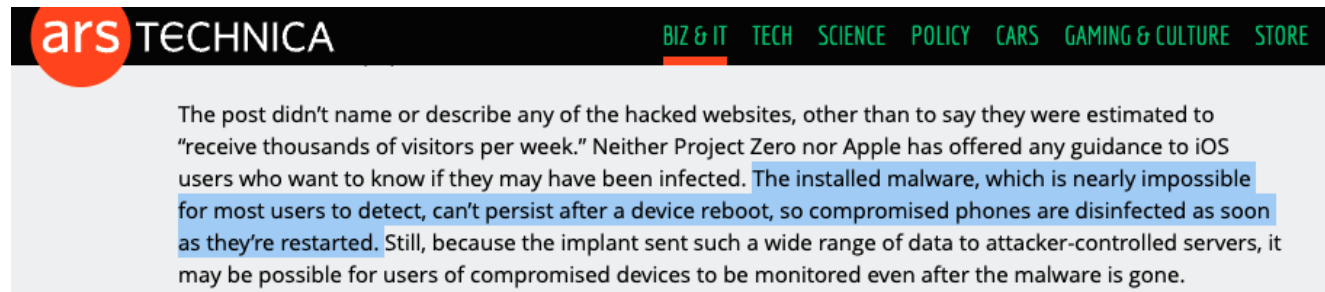 ars TECHNICA
BIZ & IT TECH SCIENCE POLICY CARS GAMING & CULTURE STORE
The post didn’t name or describe any of the hacked websites, other than to say they were estimated to
“receive thousands of visitors per week.” Neither Project Zero nor Apple has offered any guidance to iOS
users who want to know if they may have been infected. The installed malware, which is nearly impossible
for most users to detect, can’t persist after a device reboot, so compromised phones are disinfected as soon
as they’re restarted. Still, because the implant sent such a wide range of data to attacker-controlled servers, it
may be possible for users of compromised devices to be monitored even after the malware is gone.